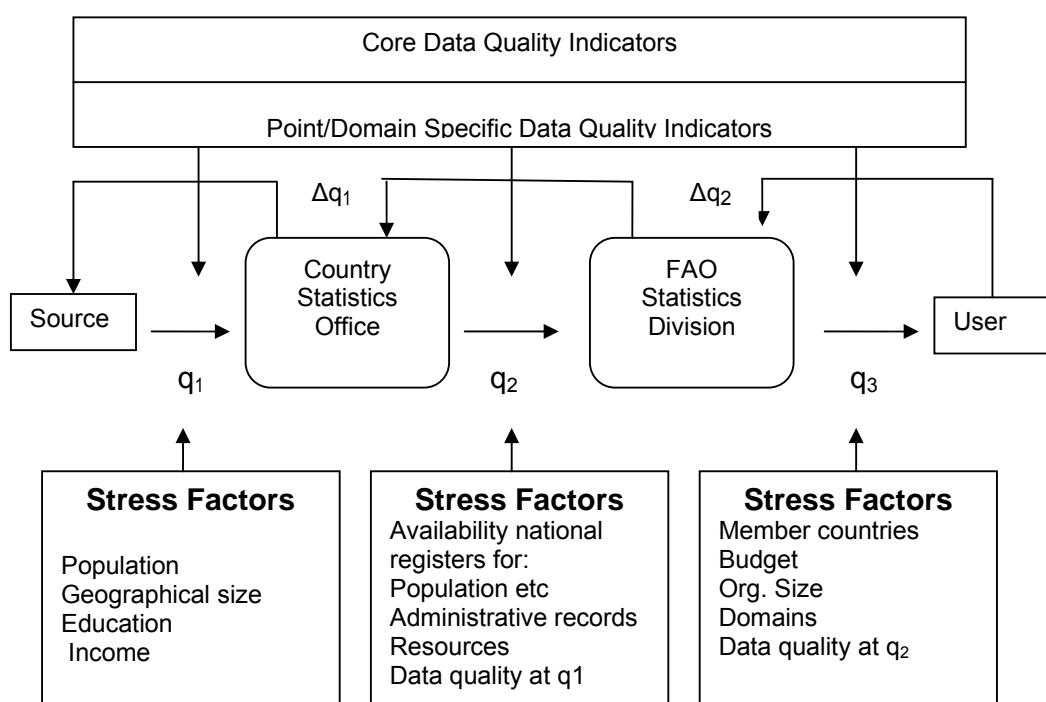 Core Data Quality Indicators
Point/Domain Specific Data Quality Indicators
Δq₁
Δq₂
Source
Country
Statistics
Office
FAO
Statistics
Division
User
q₁
q₂
q₃
Stress Factors
Population
Geographical size
Education
Income
Stress Factors
Availability national
registers for:
Population etc
Administrative records
Resources
Data quality at q1
Stress Factors
Member countries
Budget
Org. Size
Domains
Data quality at q₂